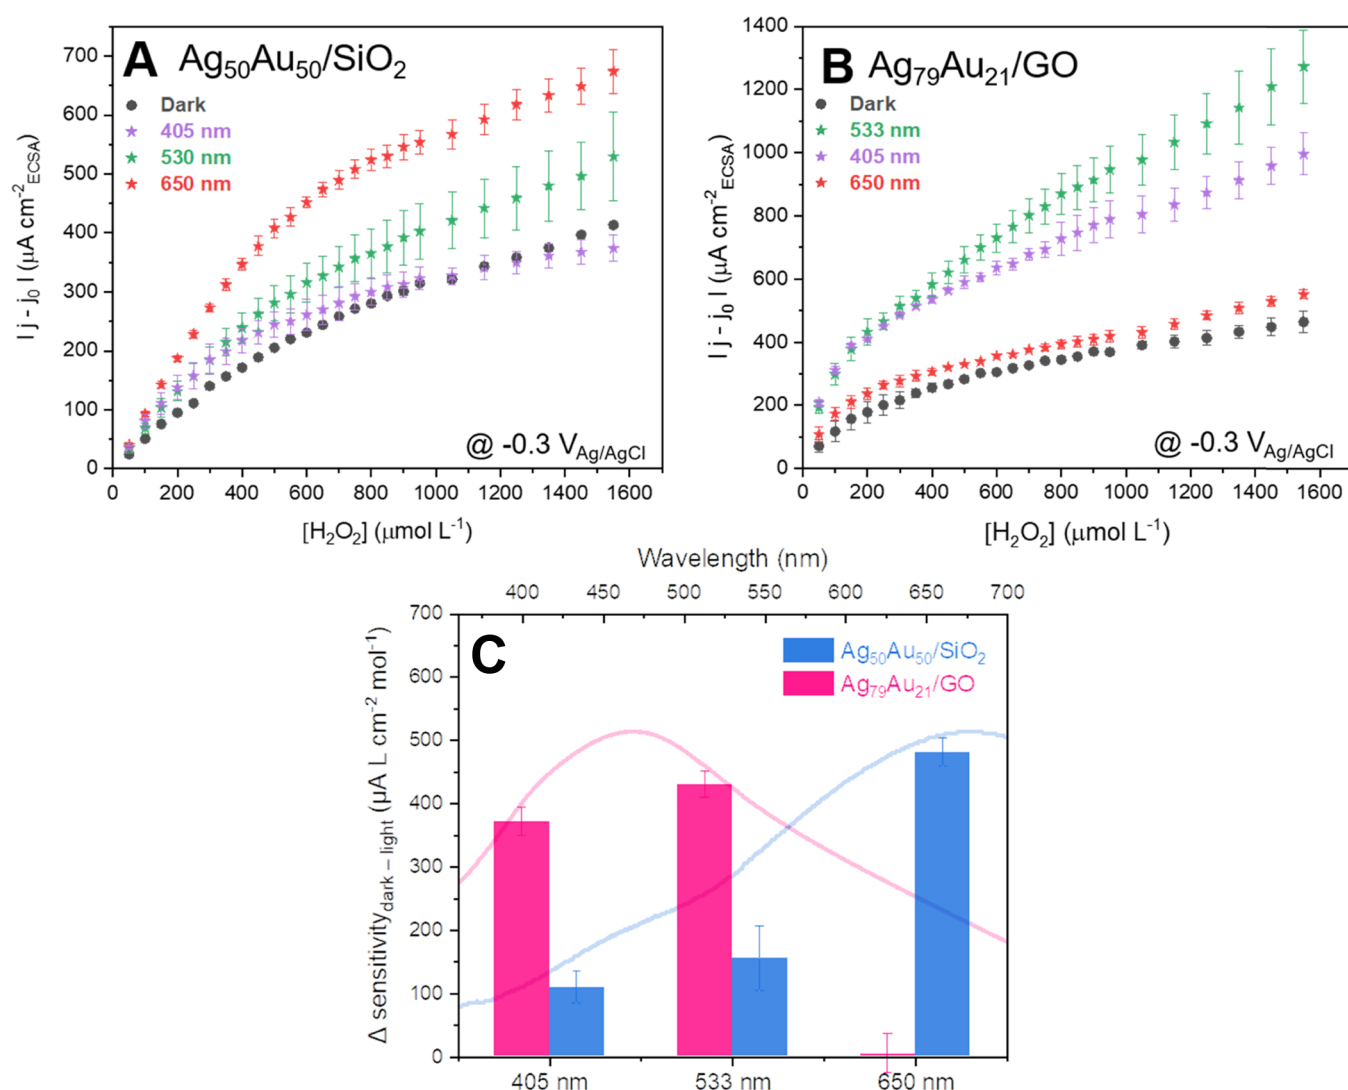 A Ag50Au50/SiO2
Dark
405 nm
530 nm
650 nm
@ -0.3 VAg/AgCl
I j - j0 I (µA cm-2ECSA)
0 100 200 300 400 500 600 700
0 200 400 600 800 1000 1200 1400 1600
[H2O2] (µmol L-1)
B Ag79Au21/GO
Dark
533 nm
405 nm
650 nm
@ -0.3 VAg/AgCl
I j - j0 I (µA cm-2ECSA)
0 200 400 600 800 1000 1200 1400
0 200 400 600 800 1000 1200 1400 1600
[H2O2] (µmol L-1)
Wavelength (nm)
400 450 500 550 600 650 700
C
Ag50Au50/SiO2
Ag79Au21/GO
Δ sensitivitydark – light (µA L cm-2 mol-1)
0 100 200 300 400 500 600 700
405 nm 533 nm 650 nm